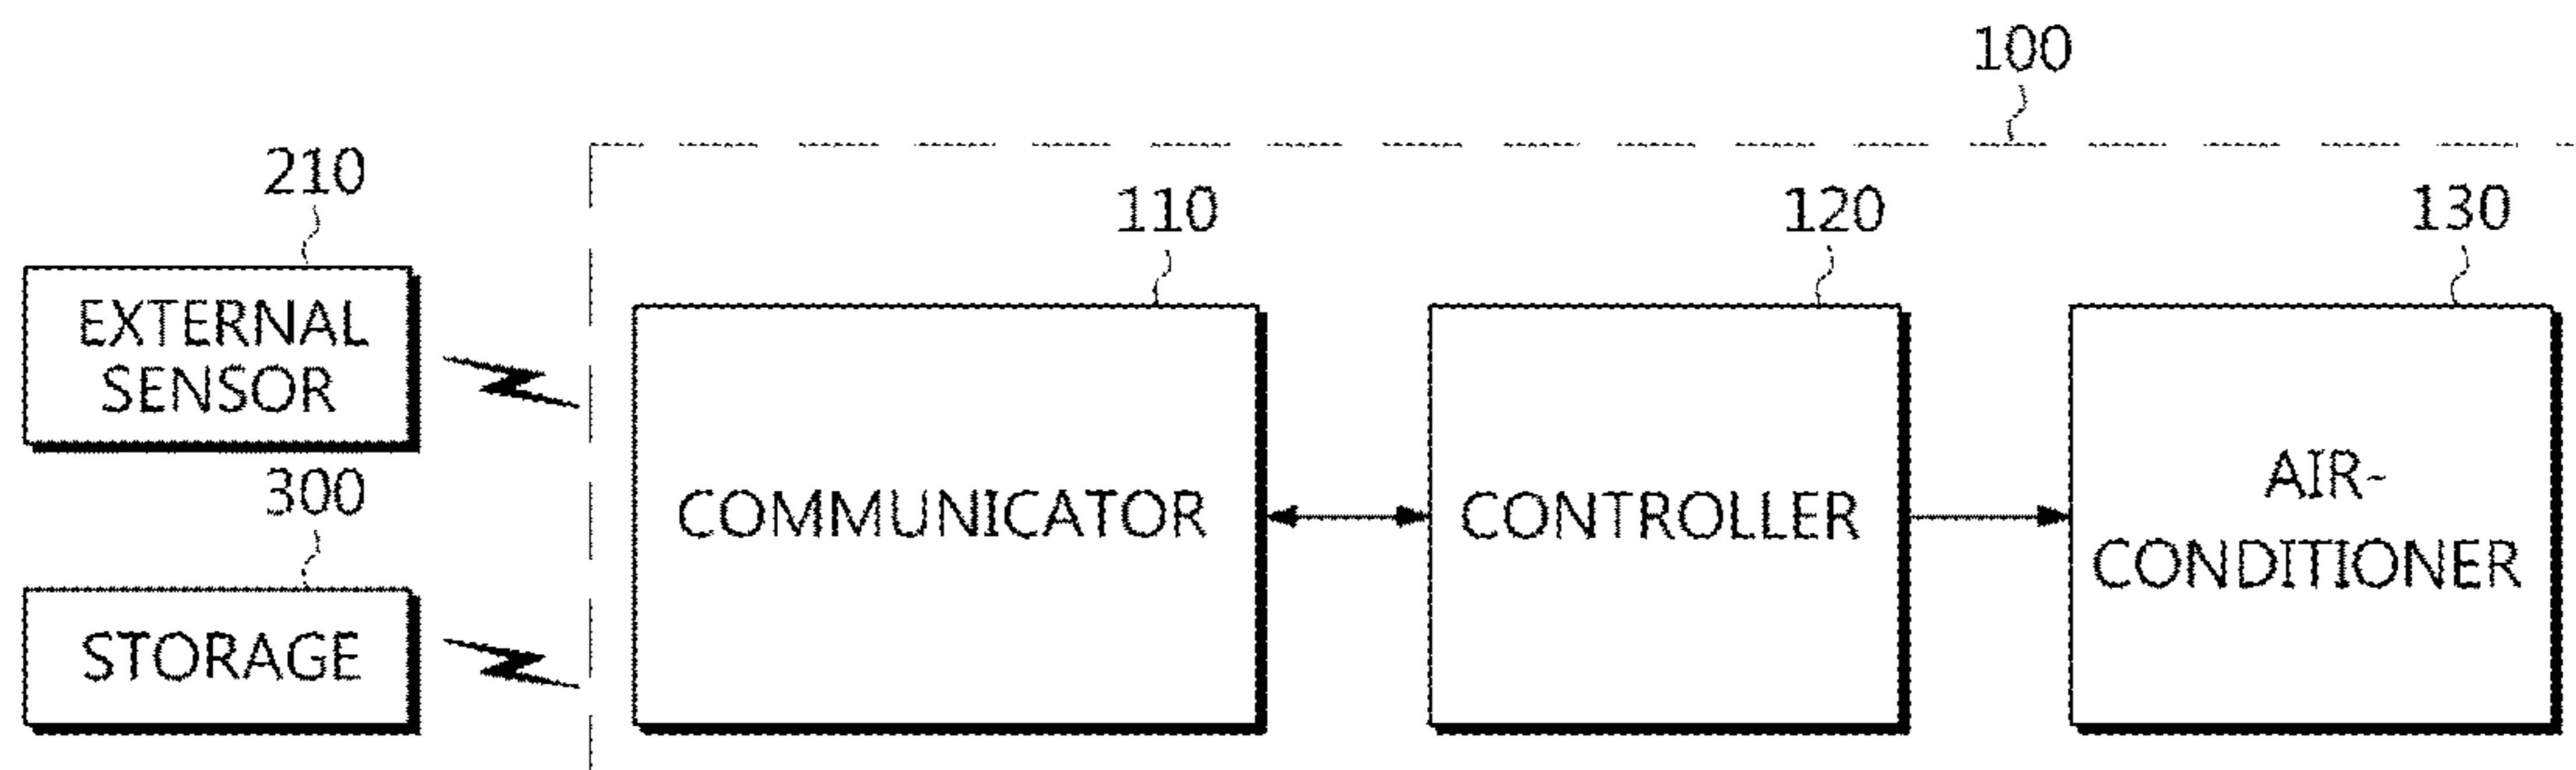 100
210
110
120
130
EXTERNAL
SENSOR
300
COMMUNICATOR
CONTROLLER
AIR-
CONDITIONER
STORAGE